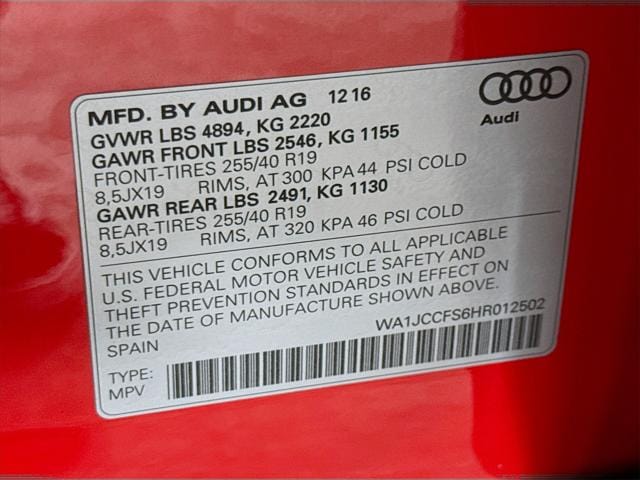 MFD. BY AUDI AG 12 16
GVWR LBS 4894, KG 2220
GAWR FRONT LBS 2546, KG 1155
FRONT-TIRES 255/40 R19
8,5JX19 RIMS, AT 300 KPA 44 PSI COLD
GAWR REAR LBS 2491, KG 1130
REAR-TIRES 255/40 R19
8,5JX19 RIMS, AT 320 KPA 46 PSI COLD
Audi
THIS VEHICLE CONFORMS TO ALL APPLICABLE
U.S. FEDERAL MOTOR VEHICLE SAFETY AND
THEFT PREVENTION STANDARDS IN EFFECT ON
THE DATE OF MANUFACTURE SHOWN ABOVE.
SPAIN
WA1JCCFS6HR012502
TYPE:
MPV